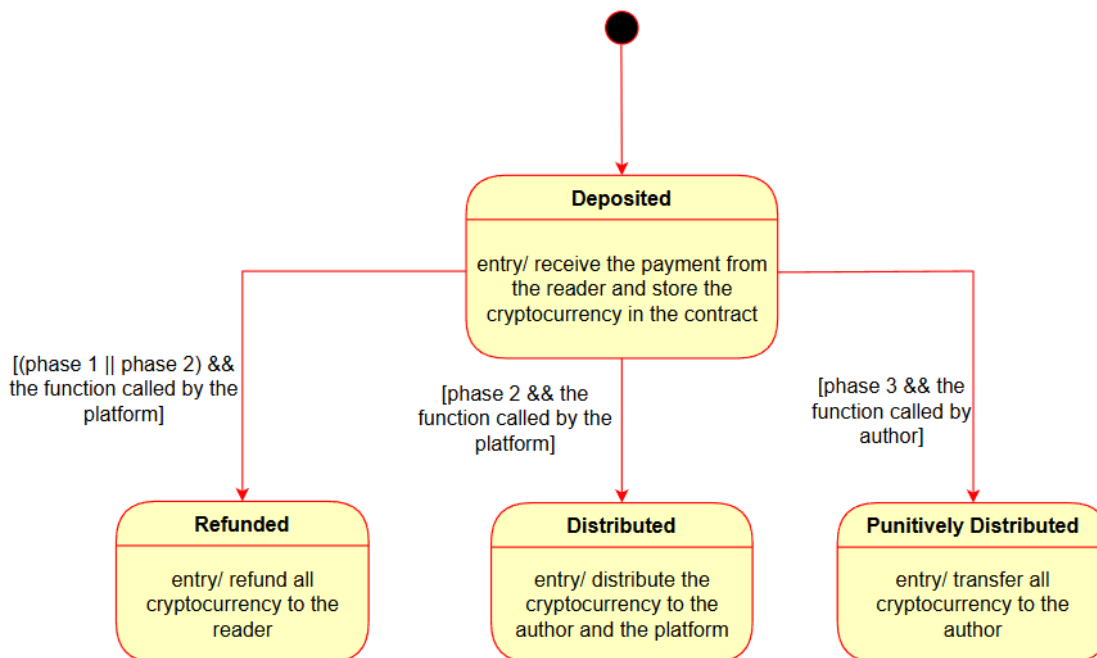 Deposited
entry/ receive the payment from
the reader and store the
cryptocurrency in the contract
[(phase 1 || phase 2) &&
the function called by the
platform]
[phase 2 && the
function called by the
platform]
[phase 3 && the
function called by
author]
Refunded
entry/ refund all
cryptocurrency to the
reader
Distributed
entry/ distribute the
cryptocurrency to the
author and the platform
Punitively Distributed
entry/ transfer all
cryptocurrency to the
author